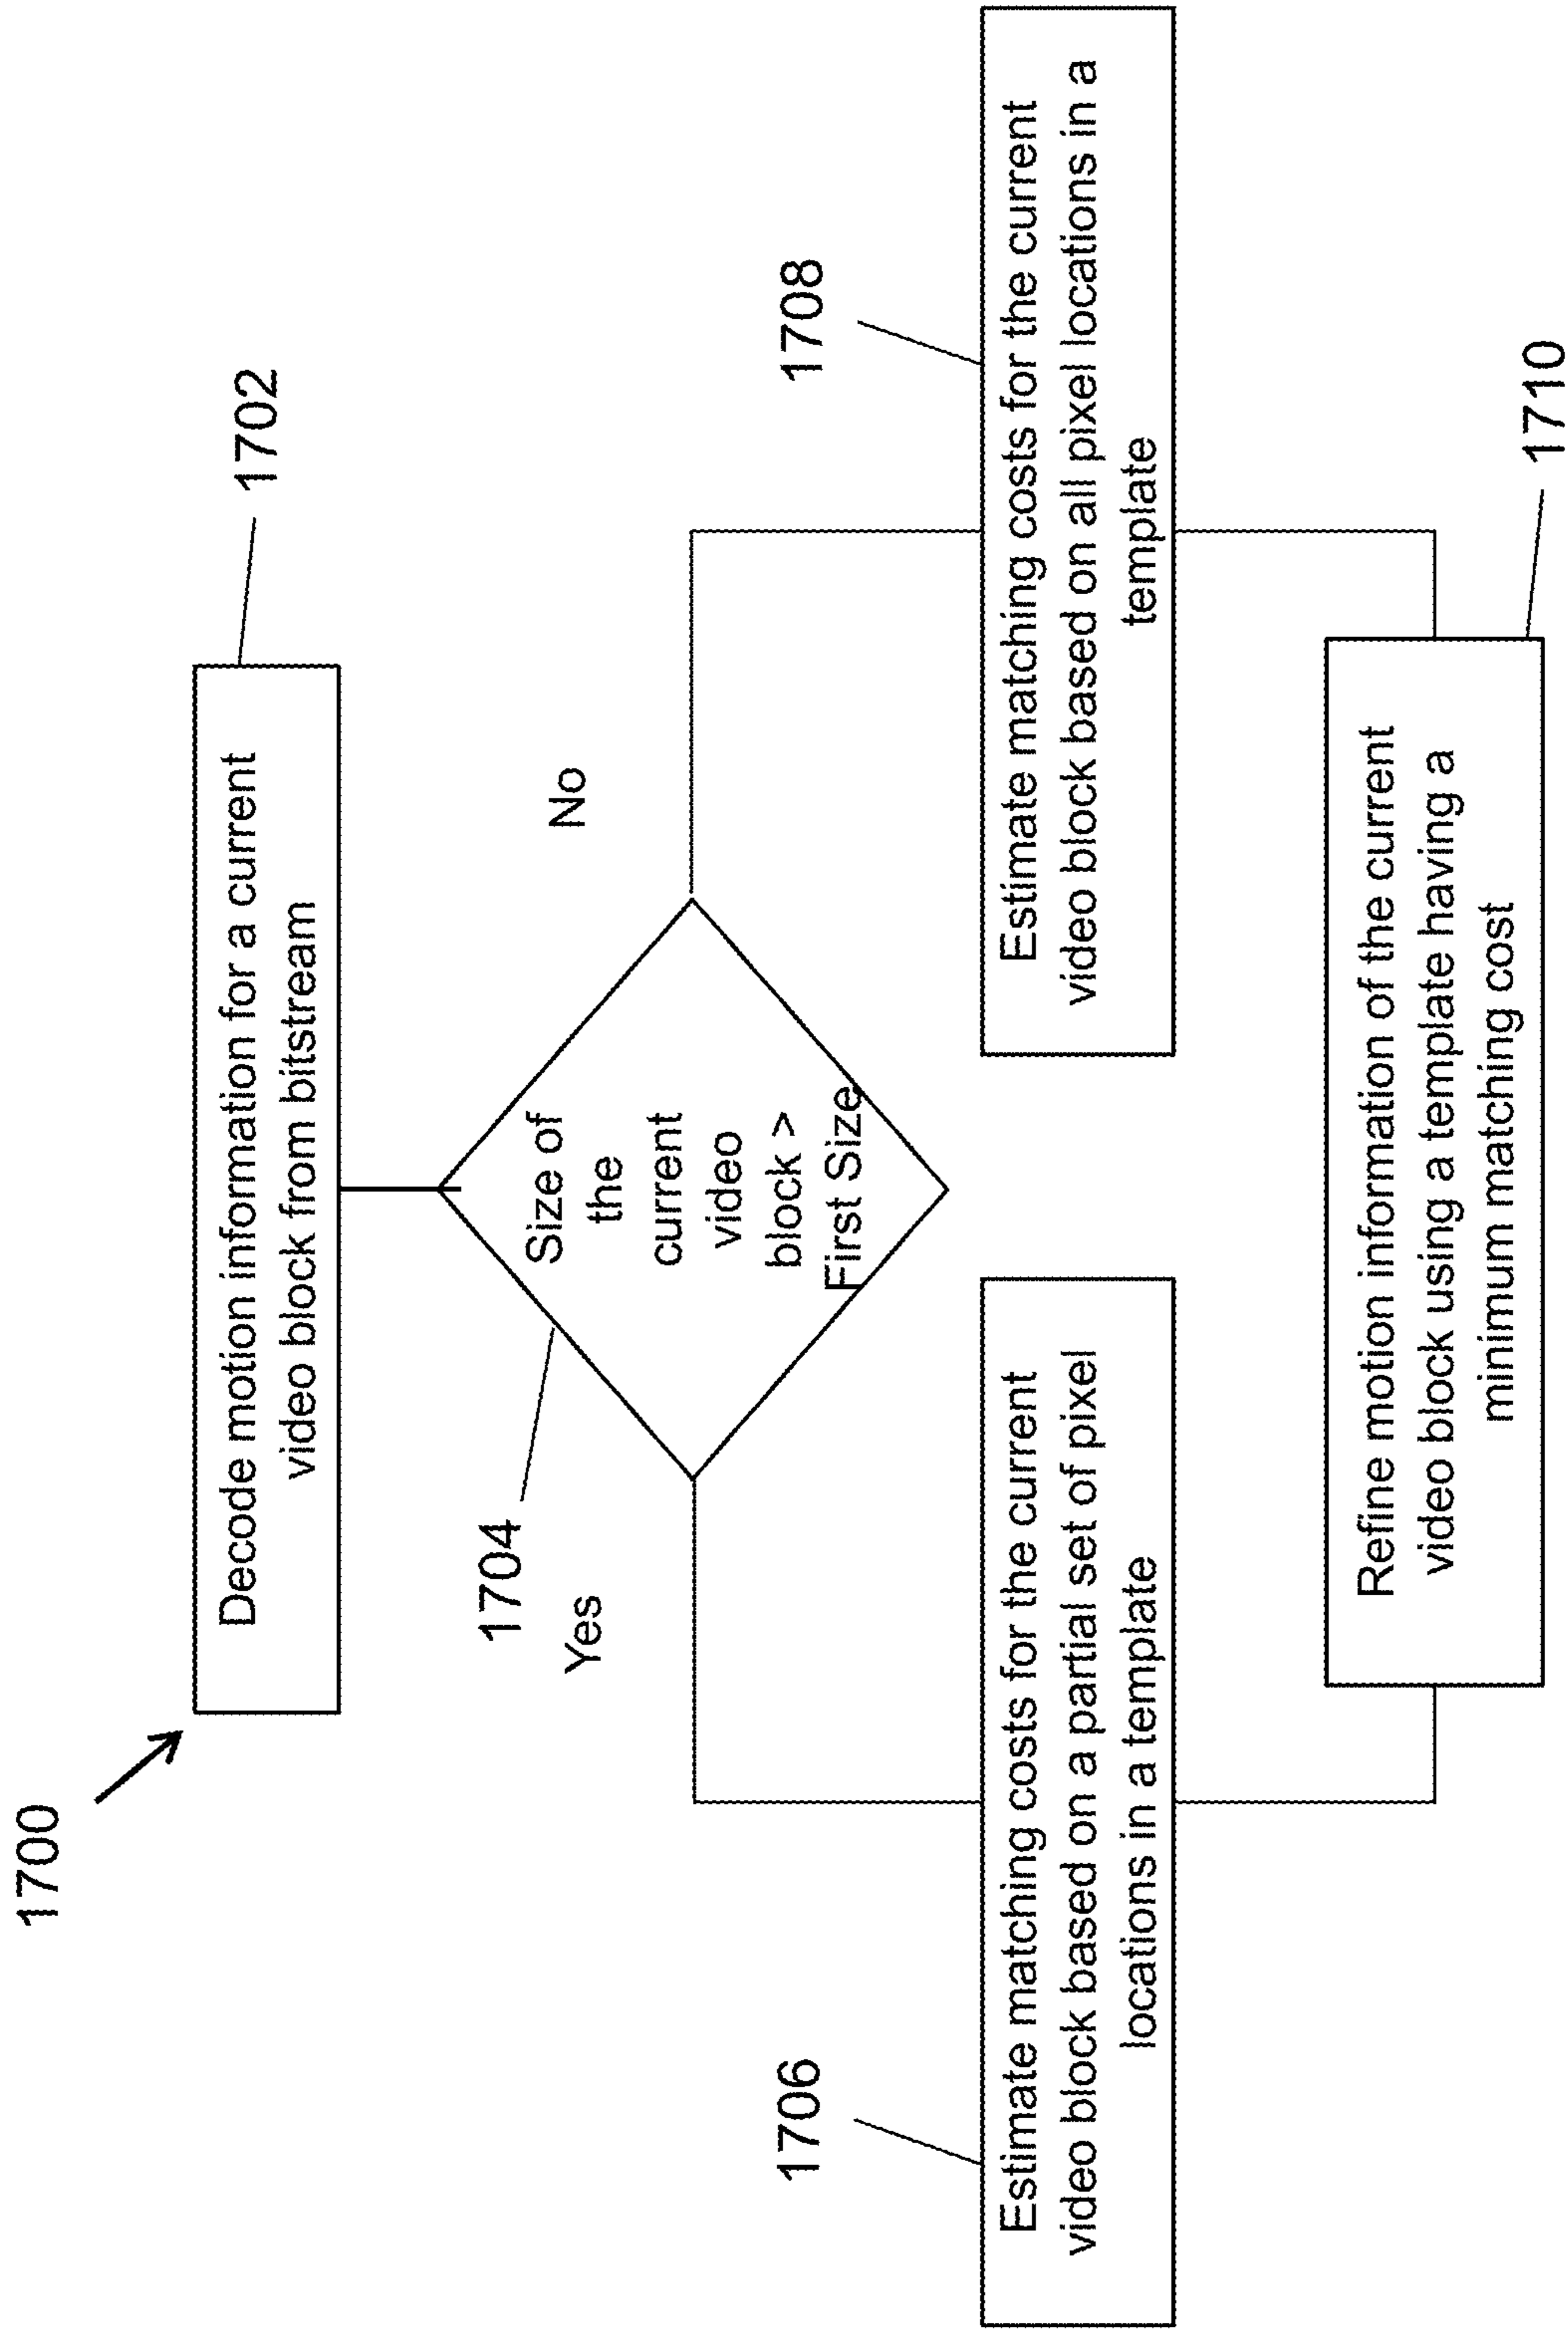 1700
1702
Decode motion information for a current
video block from bitstream
1704
Size of
the
current
video
block >
First Size
Yes
No
1706
Estimate matching costs for the current
video block based on a partial set of pixel
locations in a template
1708
Estimate matching costs for the current
video block based on all pixel locations in a
template
Refine motion information of the current
video block using a template having a
minimum matching cost
1710